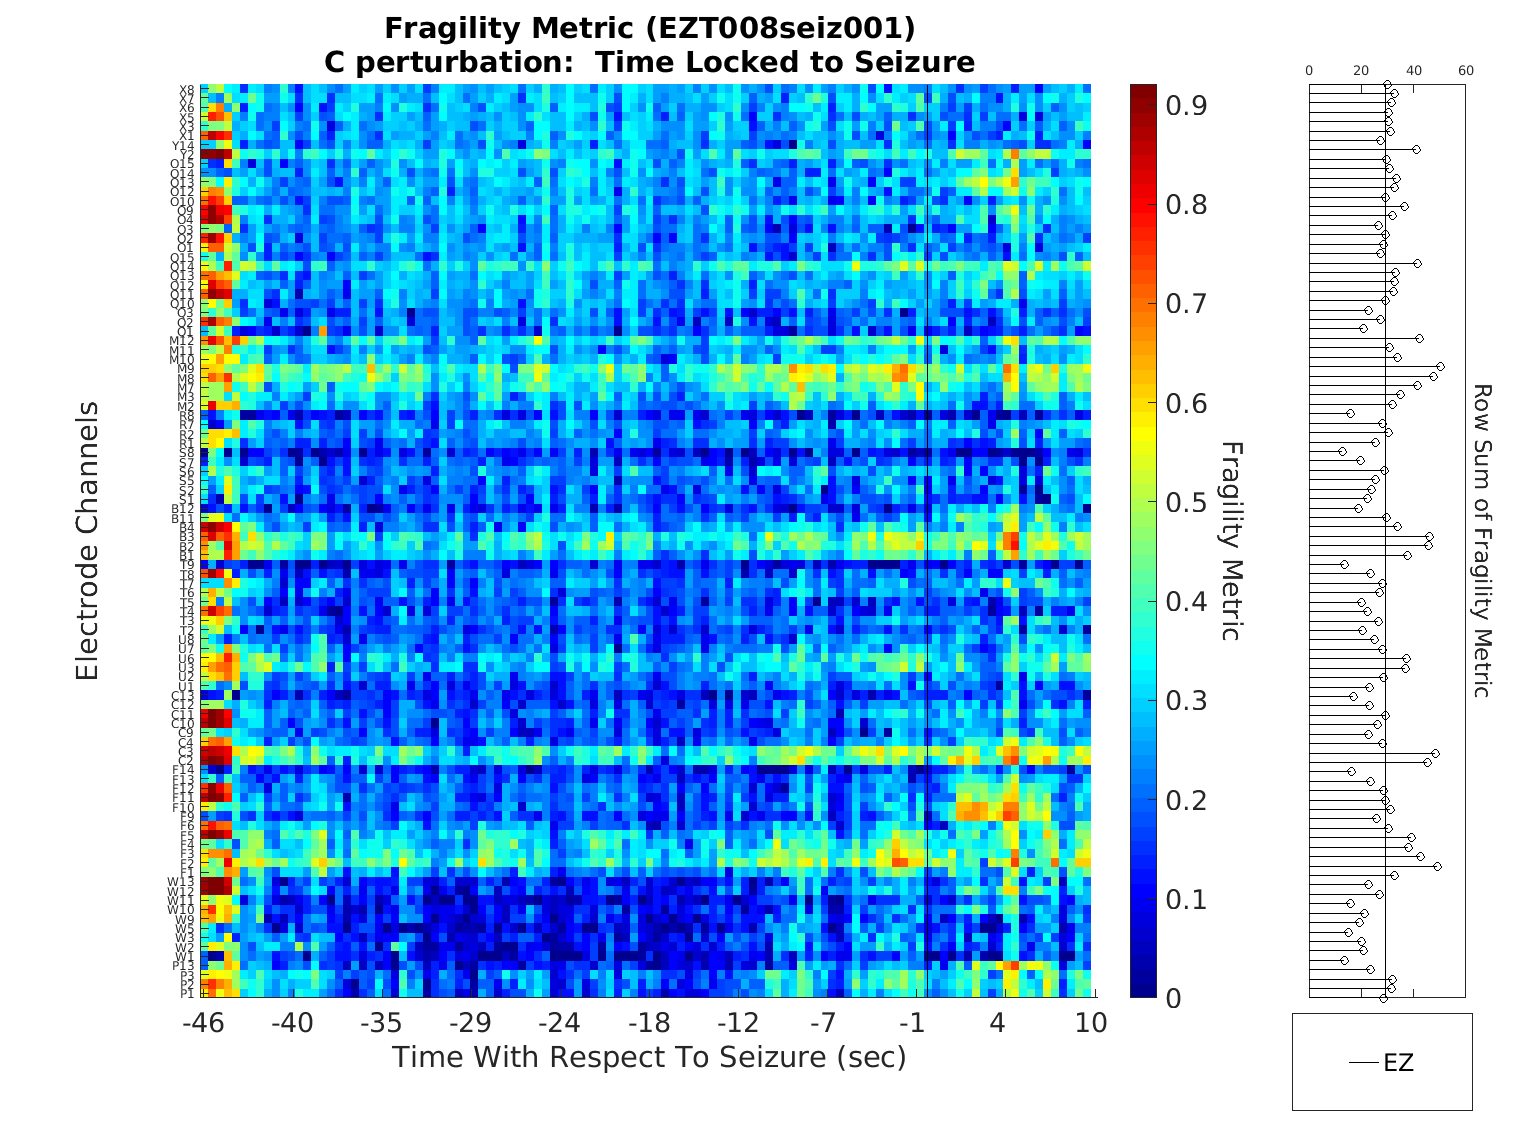 Fragility Metric (EZT008seiz001)
C perturbation:  Time Locked to Seizure
Electrode Channels
X8
X7
X6
X5
X3
X1
Y14
Y2
O14
O13
O12
O10
O9
O4
O3
O2
O1
Q15
Q14
Q13
Q12
Q11
Q10
Q3
Q2
Q1
M12
M11
M10
M9
M8
M7
M3
M2
R8
R7
R2
R1
S8
S7
S6
S5
S2
S1
B12
B11
B4
B3
B2
B1
T9
T8
T7
T6
T5
T4
T3
T2
U8
U7
U6
U3
U2
U1
C13
C12
C11
C10
C9
C4
C3
C2
F14
F13
F12
F11
F10
F9
F6
F5
F4
F3
F2
F1
W13
W12
W11
W10
W9
W5
W3
W2
W1
P13
P3
P2
P1
-46 -40 -35 -29 -24 -18 -12 -7 -1 4 10
Time With Respect To Seizure (sec)
0.9
0.8
0.7
0.6
0.5
0.4
0.3
0.2
0.1
0
Fragility Metric
0 20 40 60
Row Sum of Fragility Metric
EZ